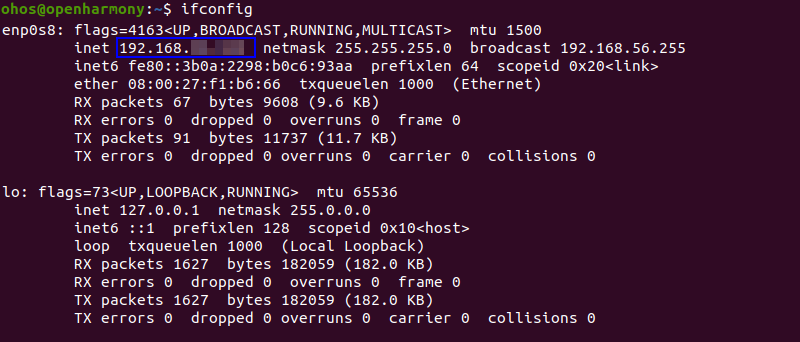 ohos@openharmony:~$ ifconfig
enp0s8: flags=4163<UP,BROADCAST,RUNNING,MULTICAST>  mtu 1500
inet 192.168. netmask 255.255.255.0  broadcast 192.168.56.255
inet6 fe80::3b0a:2298:b0c6:93aa  prefixlen 64  scopeid 0x20<link>
ether 08:00:27:f1:b6:66  txqueuelen 1000  (Ethernet)
RX packets 67  bytes 9608 (9.6 KB)
RX errors 0  dropped 0  overruns 0  frame 0
TX packets 91  bytes 11737 (11.7 KB)
TX errors 0  dropped 0 overruns 0  carrier 0  collisions 0
lo: flags=73<UP,LOOPBACK,RUNNING>  mtu 65536
inet 127.0.0.1  netmask 255.0.0.0
inet6 ::1  prefixlen 128  scopeid 0x10<host>
loop  txqueuelen 1000  (Local Loopback)
RX packets 1627  bytes 182059 (182.0 KB)
RX errors 0  dropped 0  overruns 0  frame 0
TX packets 1627  bytes 182059 (182.0 KB)
TX errors 0  dropped 0 overruns 0  carrier 0  collisions 0